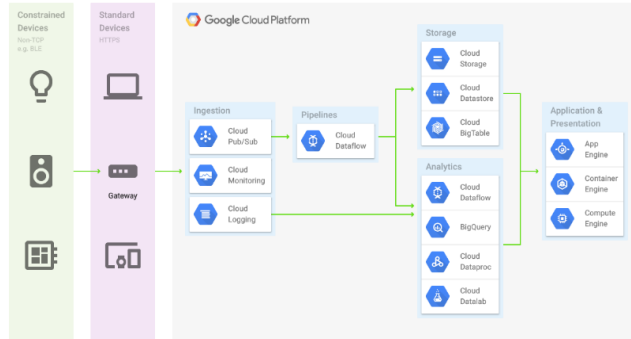 Constrained
Devices
Non-TCP
e.g. BLE
Standard
Devices
HTTPS
Gateway
Google Cloud Platform
Ingestion
Cloud
Pub/Sub
Cloud
Monitoring
Cloud
Logging
Pipelines
Cloud
Dataflow
Storage
Cloud
Storage
Cloud
Datastore
Cloud
BigTable
Analytics
Cloud
Dataflow
BigQuery
Cloud
Dataproc
Cloud
Datalab
Application &
Presentation
App
Engine
Container
Engine
Compute
Engine